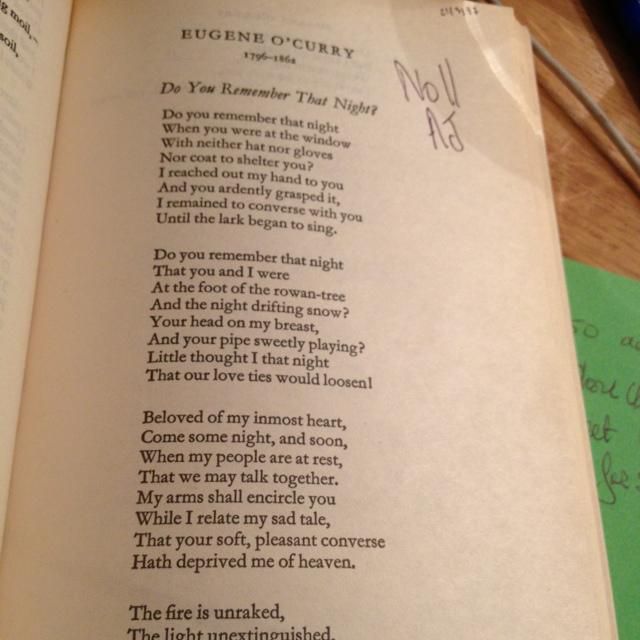 g moil,
soil,
EUGENE O'CURRY
1796–1862
Do You Remember That Night?
Do you remember that night
When you were at the window
With neither hat nor gloves
Nor coat to shelter you?
I reached out my hand to you
And you ardently grasped it,
I remained to converse with you
Until the lark began to sing.
Do you remember that night
That you and I were
At the foot of the rowan-tree
And the night drifting snow?
Your head on my breast,
And your pipe sweetly playing?
Little thought I that night
That our love ties would loosen!
Beloved of my inmost heart,
Come some night, and soon,
When my people are at rest,
That we may talk together.
My arms shall encircle you
While I relate my sad tale,
That your soft, pleasant converse
Hath deprived me of heaven.
The fire is unraked,
The light unextinguished,